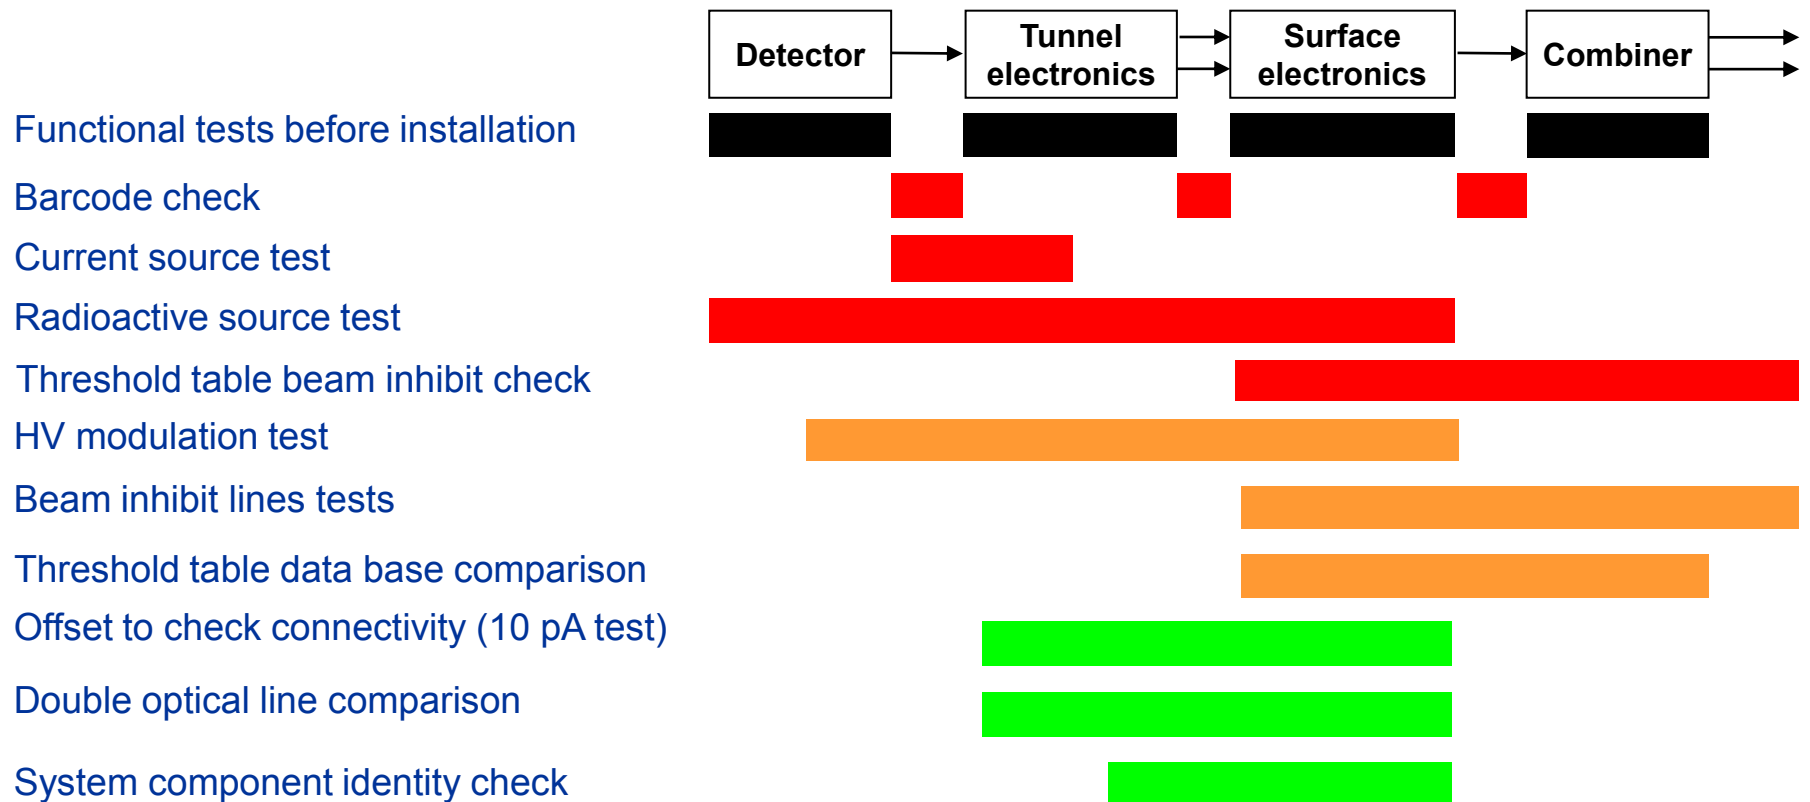 Detector
Tunnel
electronics
Surface
electronics
Combiner
Functional tests before installation
Barcode check
Current source test
Radioactive source test
Threshold table beam inhibit check
HV modulation test
Beam inhibit lines tests
Threshold table data base comparison
Offset to check connectivity (10 pA test)
Double optical line comparison
System component identity check